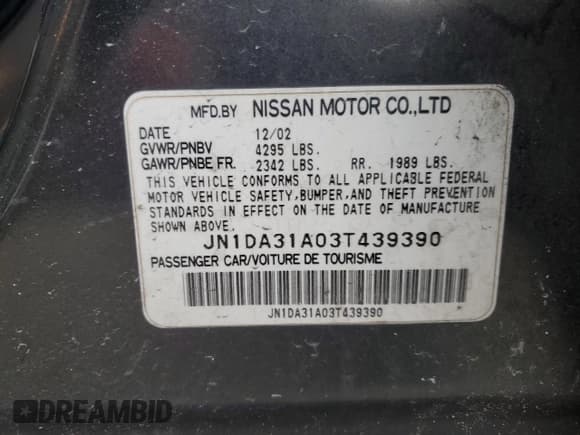 MFD.BY NISSAN MOTOR CO.,LTD
DATE 12/02
GVWR/PNBV 4295 LBS.
GAWR/PNBE FR. 2342 LBS. RR. 1989 LBS.
THIS VEHICLE CONFORMS TO ALL APPLICABLE FEDERAL
MOTOR VEHICLE SAFETY,BUMPER,AND THEFT PREVENTION
STANDARDS IN EFFECT ON THE DATE OF MANUFACTURE
SHOWN ABOVE.
JN1DA31A03T439390
PASSENGER CAR/VOITURE DE TOURISME
JN1DA31A03T439390
DREAMBID